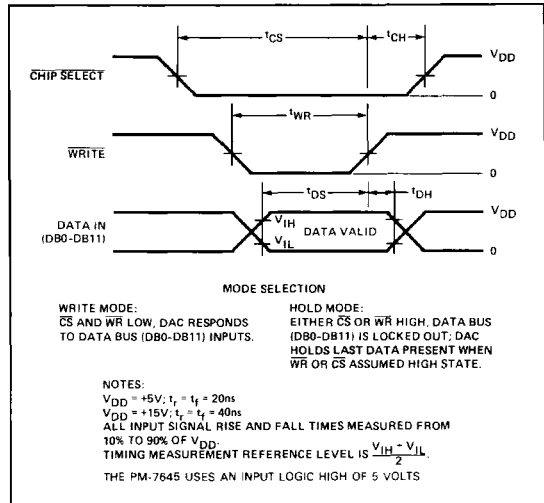 tCS tCH
CHIP SELECT VDD
0
tWR
WRITE VDD
0
tDS tDH
DATA IN
(DB0-DB11)
VIH
VIL
DATA VALID
VDD
0
MODE SELECTION
WRITE MODE:
CS AND WR LOW, DAC RESPONDS
TO DATA BUS (DB0-DB11) INPUTS.
HOLD MODE:
EITHER CS OR WR HIGH, DATA BUS
(DB0-DB11) IS LOCKED OUT; DAC
HOLDS LAST DATA PRESENT WHEN
WR OR CS ASSUMED HIGH STATE.
NOTES:
VDD = +5V; tr = tf = 20ns
VDD = +15V; tr = tf = 40ns
ALL INPUT SIGNAL RISE AND FALL TIMES MEASURED FROM
10% TO 90% OF VDD.
TIMING MEASUREMENT REFERENCE LEVEL IS (VIH + VIL)/2.
THE PM-7645 USES AN INPUT LOGIC HIGH OF 5 VOLTS